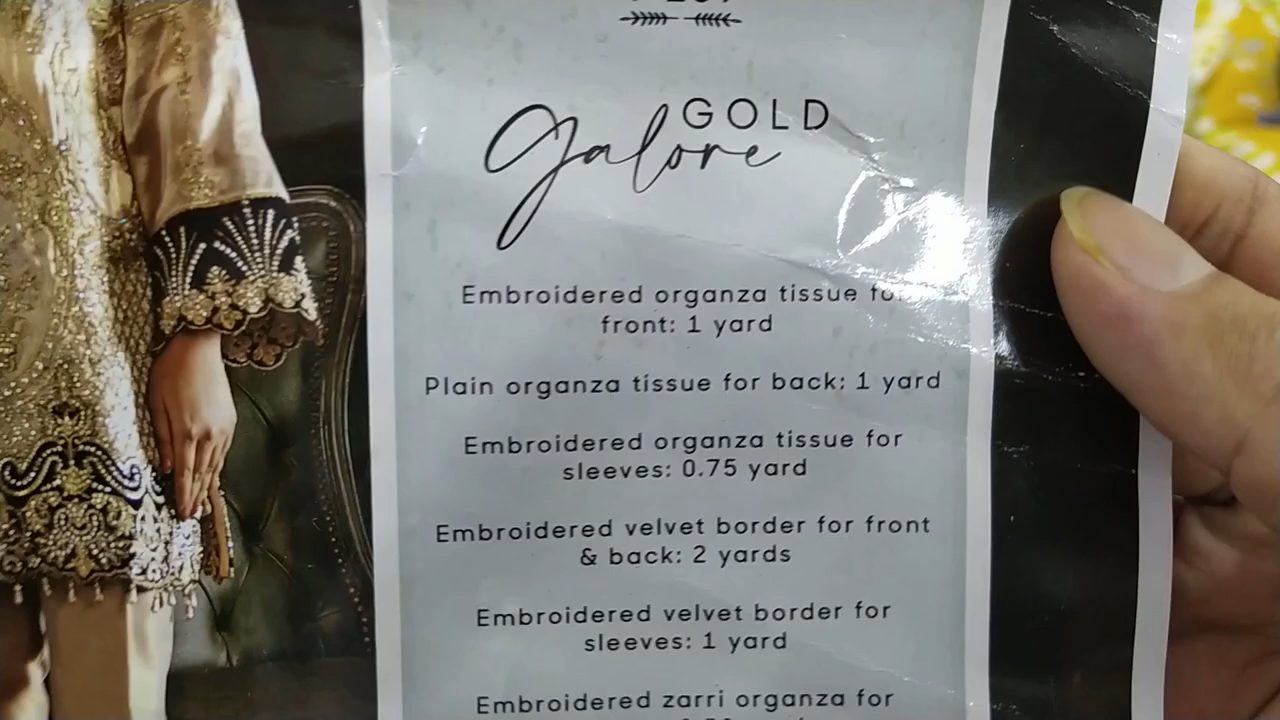 Galore GOLD
Embroidered organza tissue
front: 1 yard
Plain organza tissue for back: 1 yard
Embroidered organza tissue for
sleeves: 0.75 yard
Embroidered velvet border for front
& back: 2 yards
Embroidered velvet border for
sleeves: 1 yard
Embroidered zarri organza for